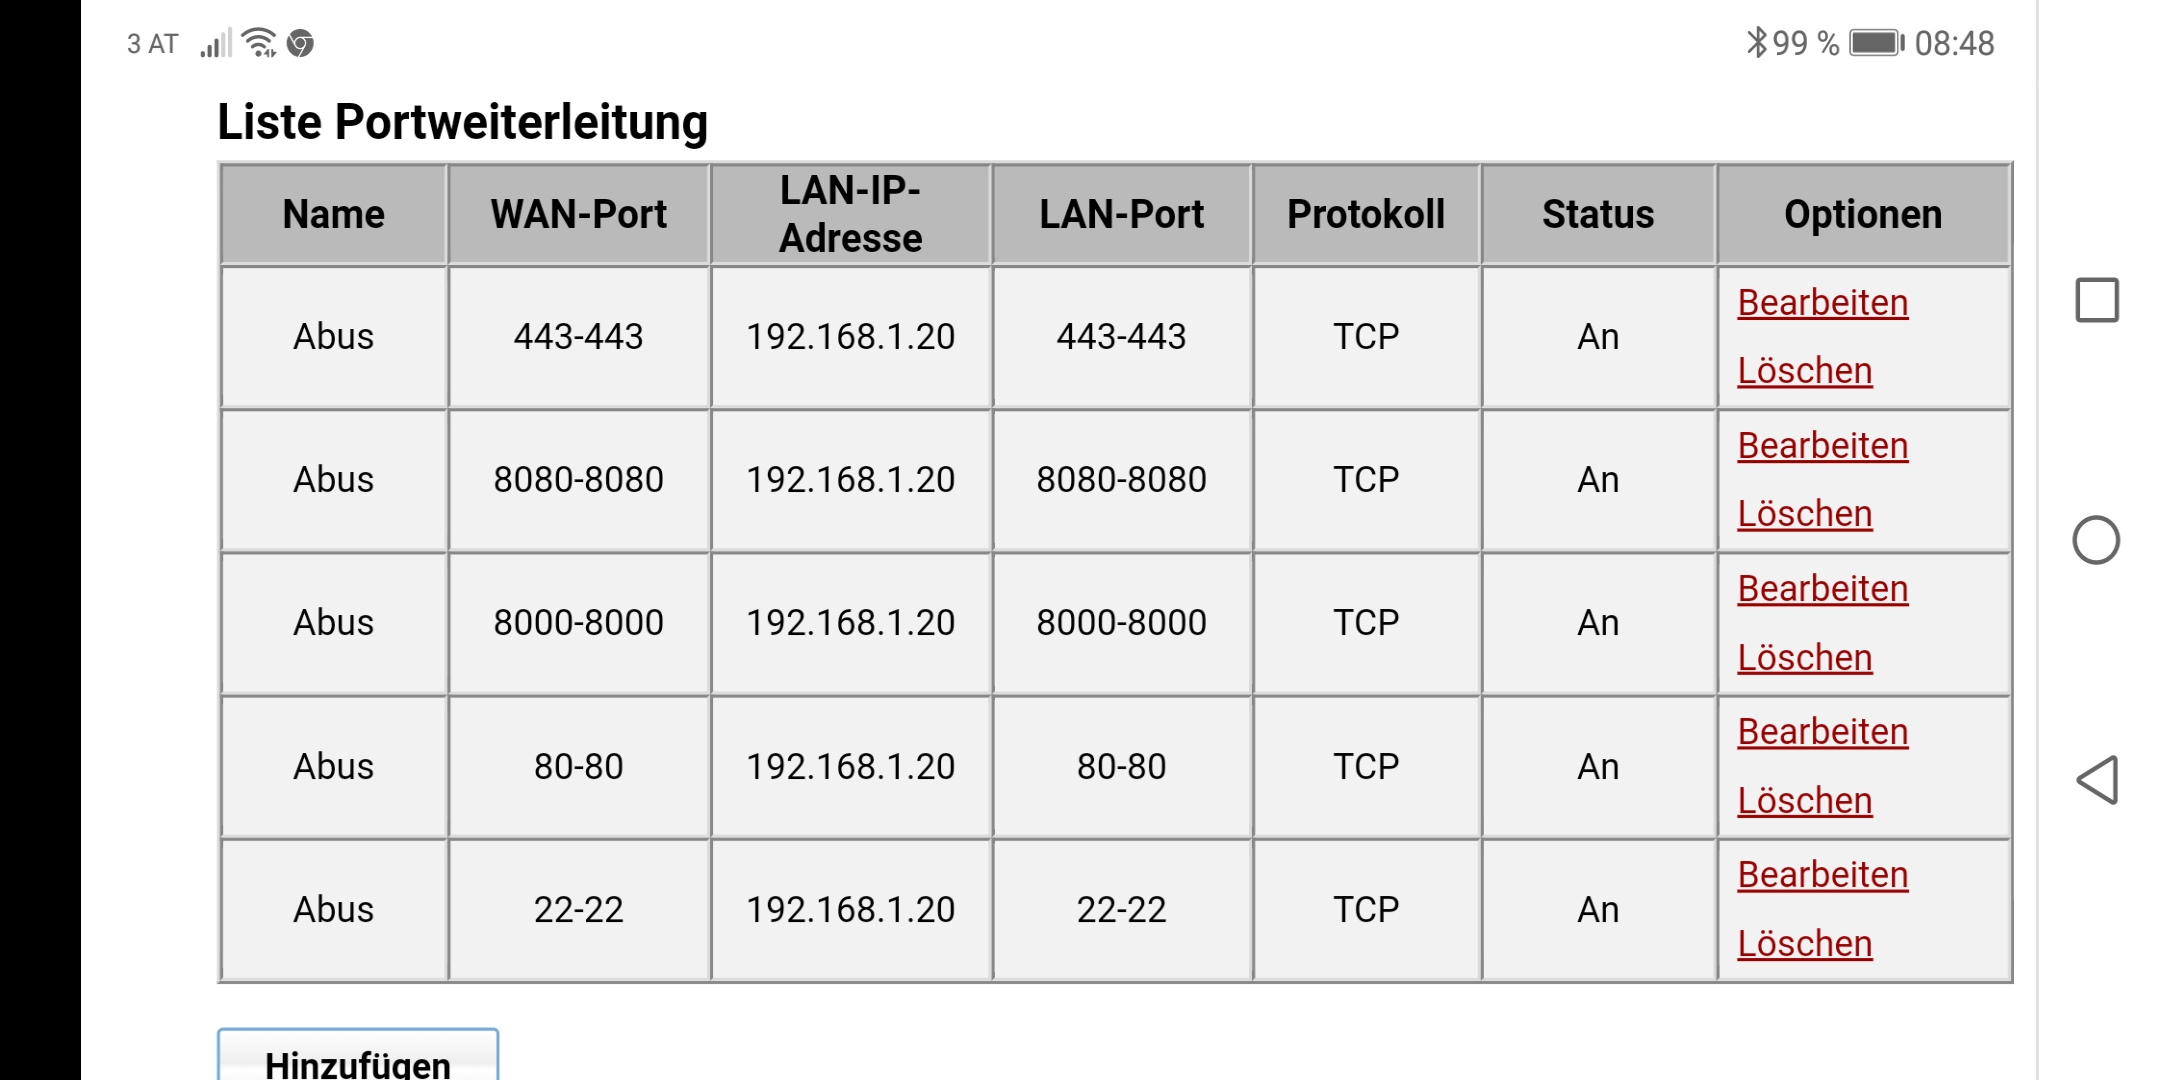 3 AT
99 % 08:48
Liste Portweiterleitung
Name WAN-Port LAN-IP-Adresse LAN-Port Protokoll Status Optionen
Abus 443-443 192.168.1.20 443-443 TCP An Bearbeiten
Löschen
Abus 8080-8080 192.168.1.20 8080-8080 TCP An Bearbeiten
Löschen
Abus 8000-8000 192.168.1.20 8000-8000 TCP An Bearbeiten
Löschen
Abus 80-80 192.168.1.20 80-80 TCP An Bearbeiten
Löschen
Abus 22-22 192.168.1.20 22-22 TCP An Bearbeiten
Löschen
Hinzufügen